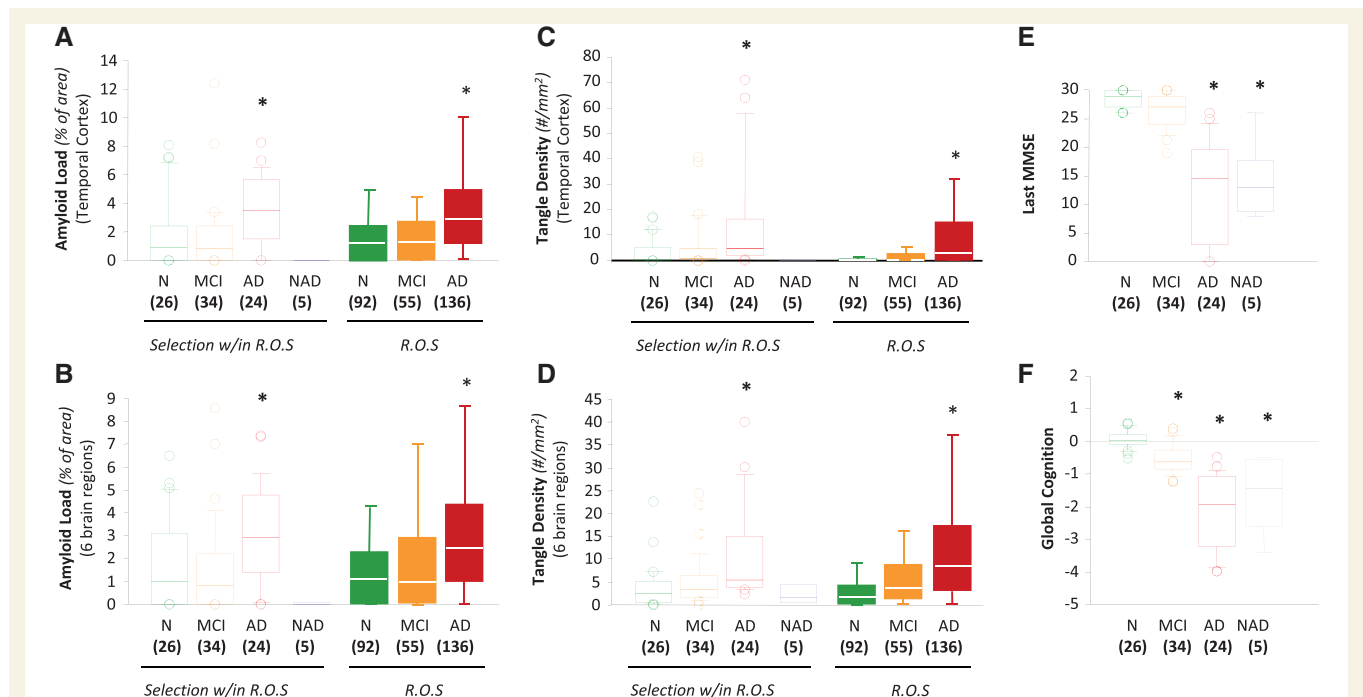 A
Amyloid Load (% of area)
(Temporal Cortex)
14
12
10
8
6
4
2
0
*
*
N MCI AD NAD N MCI AD
(26) (34) (24) (5) (92) (55) (136)
Selection w/in R.O.S R.O.S
B
Amyloid Load (% of area)
(6 brain regions)
9
8
7
6
5
4
3
2
1
0
*
*
N MCI AD NAD N MCI AD
(26) (34) (24) (5) (92) (55) (136)
Selection w/in R.O.S R.O.S
C
Tangle Density (#/mm²)
(Temporal Cortex)
80
70
60
50
40
30
20
10
0
*
*
N MCI AD NAD N MCI AD
(26) (34) (24) (5) (92) (55) (136)
Selection w/in R.O.S R.O.S
D
Tangle Density (#/mm²)
(6 brain regions)
45
40
35
30
25
20
15
10
5
0
*
*
N MCI AD NAD N MCI AD
(26) (34) (24) (5) (92) (55) (136)
Selection w/in R.O.S R.O.S
E
Last MMSE
30
25
20
15
10
5
0
* *
N MCI AD NAD
(26) (34) (24) (5)
F
Global Cognition
2
1
0
-1
-2
-3
-4
-5
* * *
N MCI AD NAD
(26) (34) (24) (5)